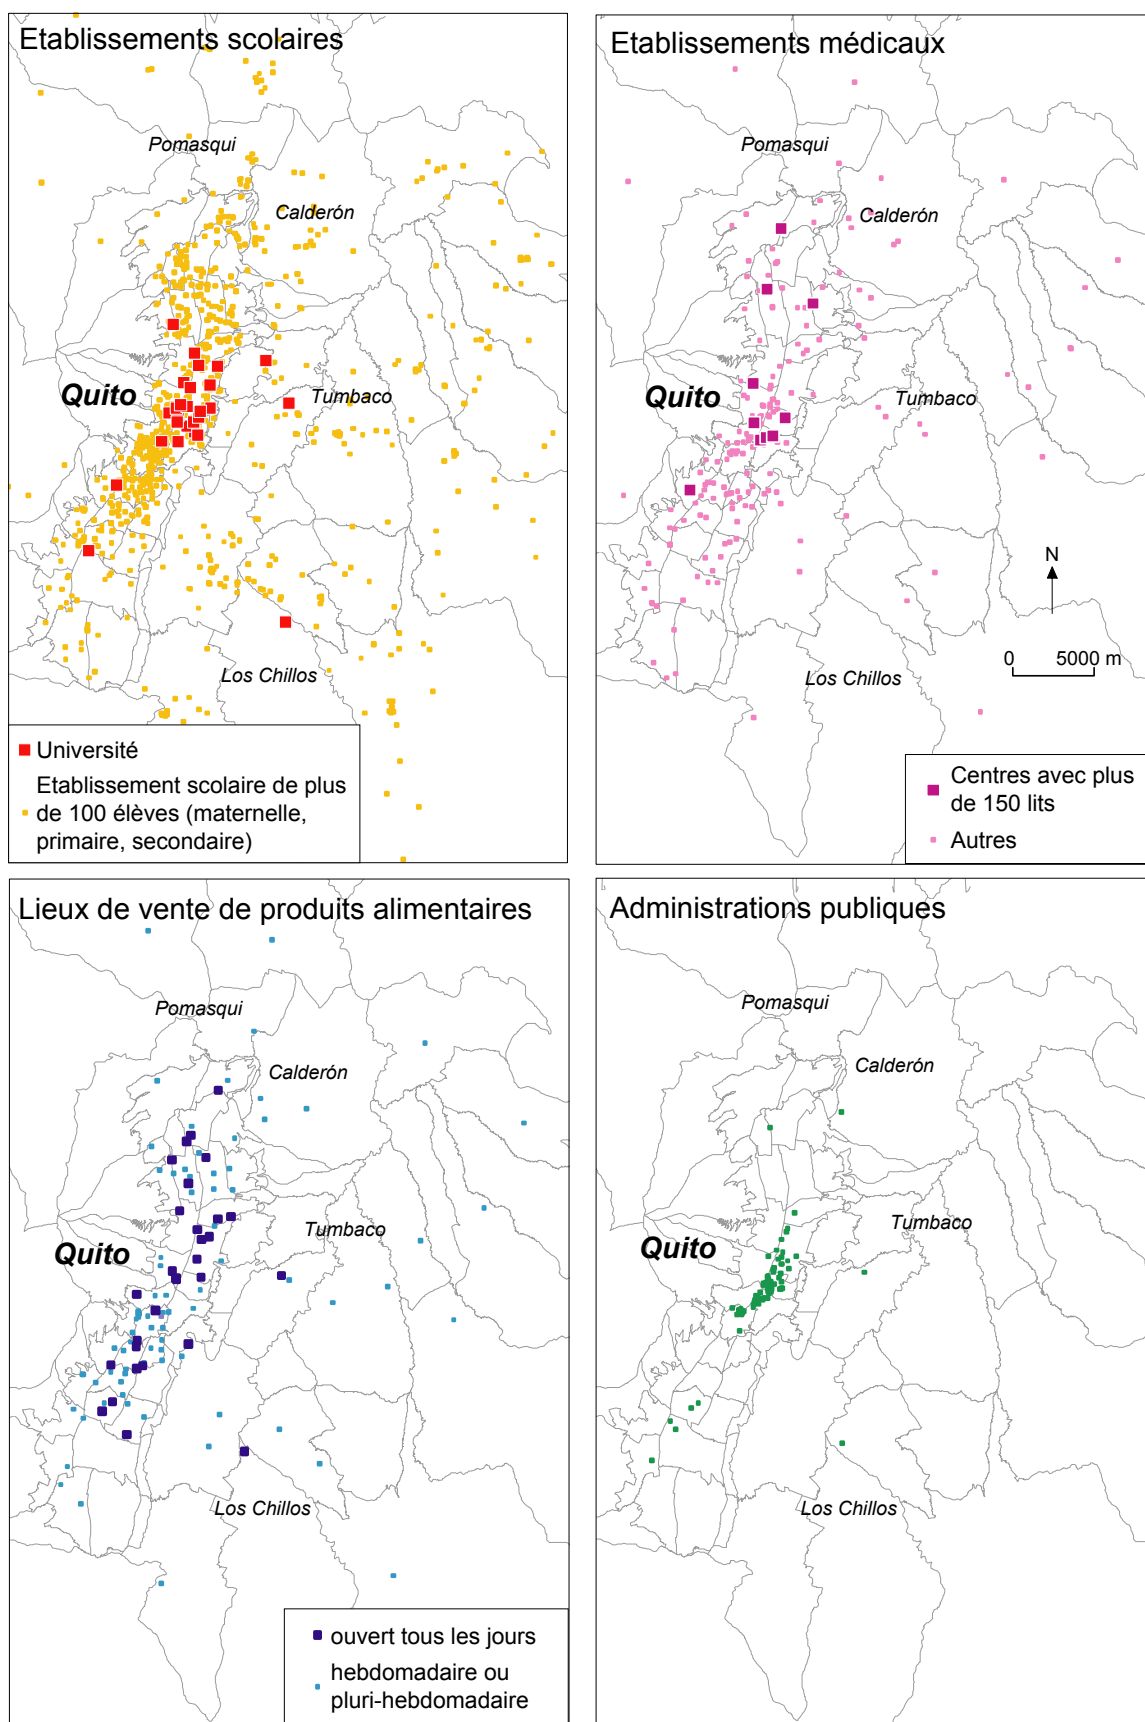 Etablissements scolaires
Pomasqui
Calderón
Quito
Tumbaco
Los Chillos
Université
Etablissement scolaire de plus
de 100 élèves (maternelle,
primaire, secondaire)
Etablissements médicaux
Pomasqui
Calderón
Quito
Tumbaco
N
0 5000 m
Los Chillos
Centres avec plus
de 150 lits
Autres
Lieux de vente de produits alimentaires
Pomasqui
Calderón
Tumbaco
Quito
Los Chillos
ouvert tous les jours
hebdomadaire ou
pluri-hebdomadaire
Administrations publiques
Pomasqui
Calderón
Tumbaco
Quito
Los Chillos